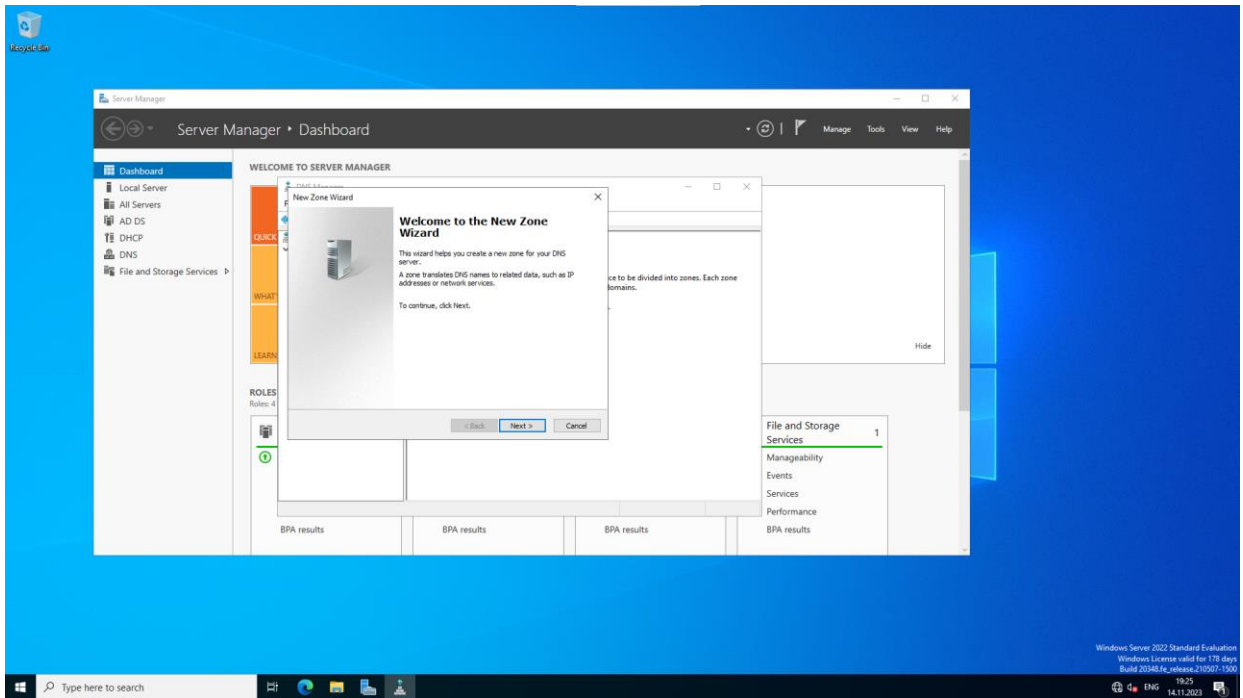 Recycle Bin
Server Manager
Server Manager • Dashboard
Manage Tools View Help
Dashboard
Local Server
All Servers
AD DS
DHCP
DNS
File and Storage Services
WELCOME TO SERVER MANAGER
QUICK
WHAT'
LEARN
Hide
ROLES
Roles: 4
DNS Manager
F
ce to be divided into zones. Each zone
domains.
New Zone Wizard
Welcome to the New Zone
Wizard
This wizard helps you create a new zone for your DNS
server.
A zone translates DNS names to related data, such as IP
addresses or network services.
To continue, click Next.
< Back Next > Cancel
File and Storage
Services 1
Manageability
Events
Services
Performance
BPA results BPA results BPA results BPA results
Windows Server 2022 Standard Evaluation
Windows License valid for 178 days
Build 20348.fe_release.210507-1500
Type here to search
ENG
19:25
14.11.2023